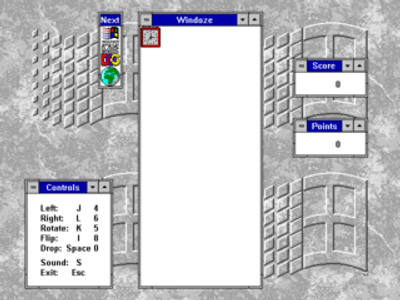 Next
Windoze
Score
0
Points
0
Controls
Left: J 4
Right: L 6
Rotate: K 5
Flip: I 8
Drop: Space 0
Sound: S
Exit: Esc